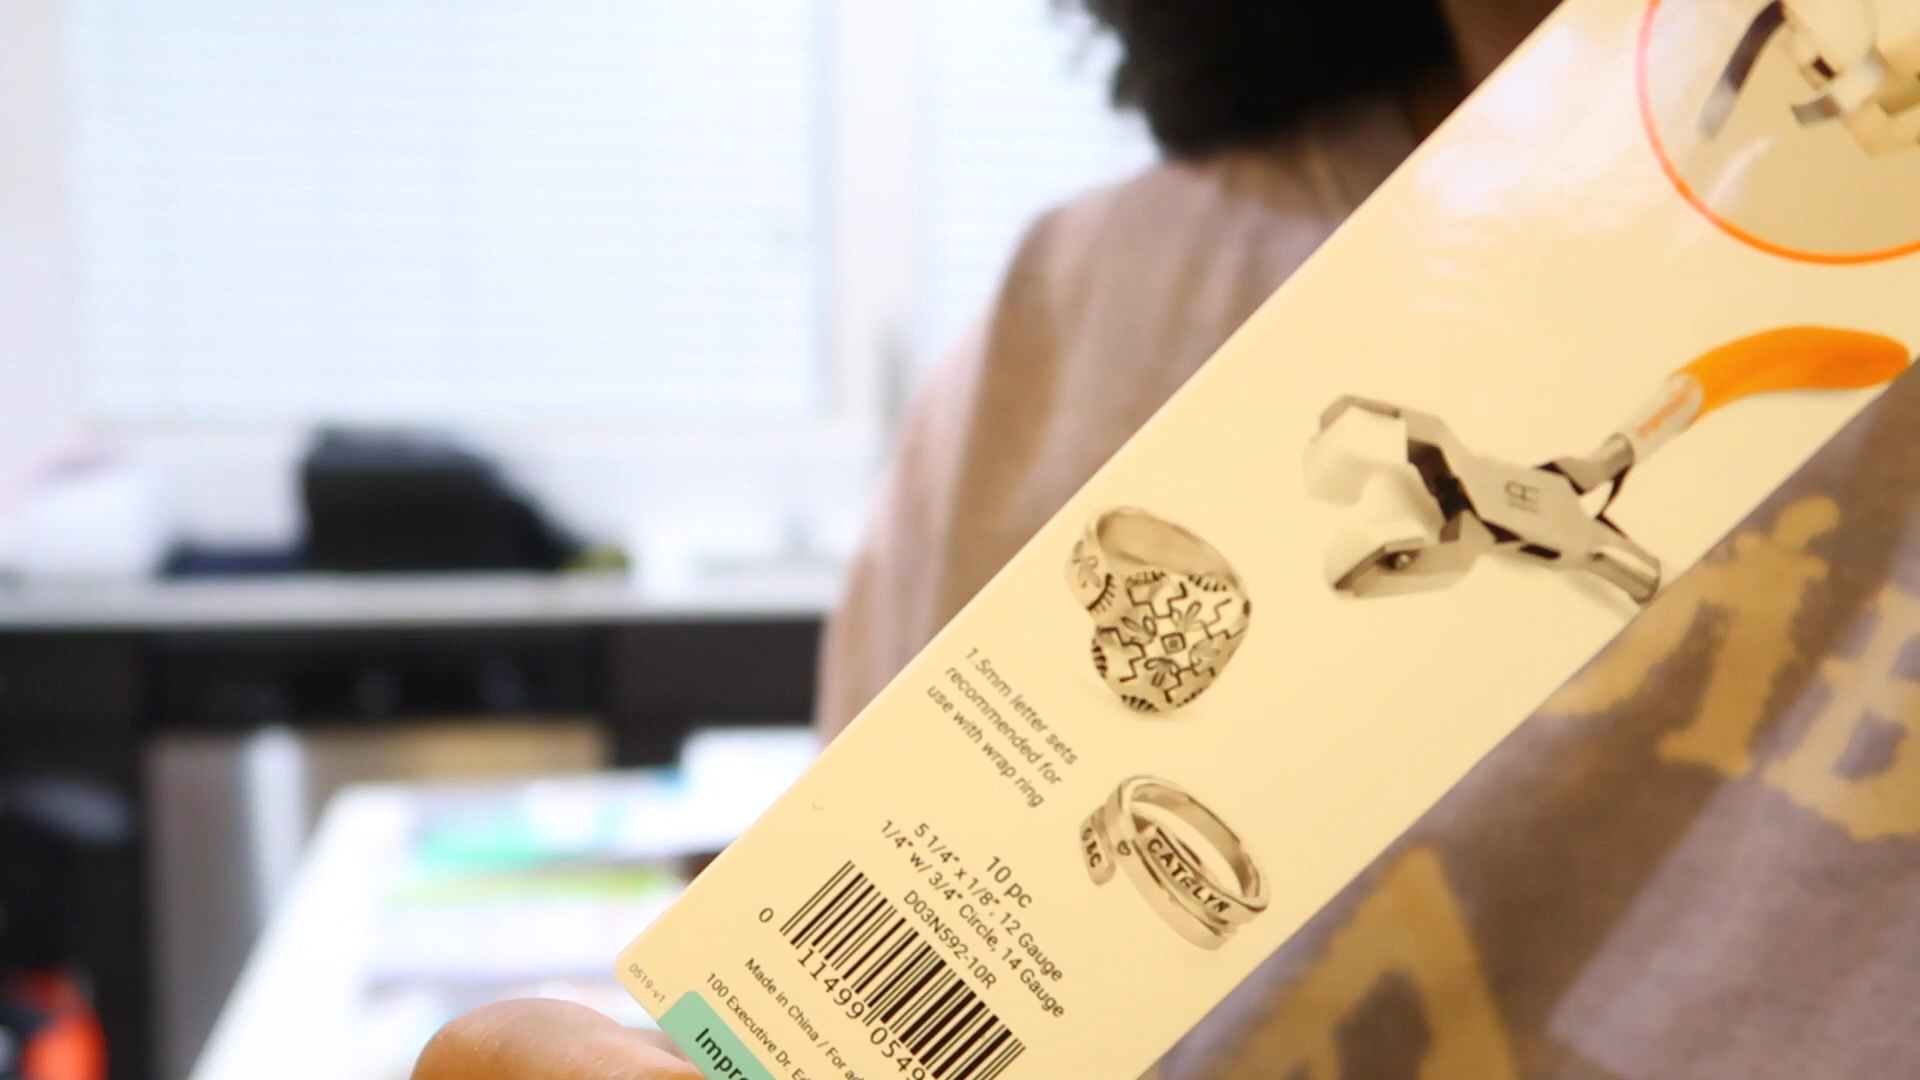 1.5mm letter sets
recommended for
use with wrap ring
CATELYN
10 pc
5 1/4" x 1/8", 12 Gauge
1/4" w/ 3/4" Circle, 14 Gauge
D03N592-10R
0 11499 0549
Made in China / For
100 Executive Dr.
0519-v1
Impre